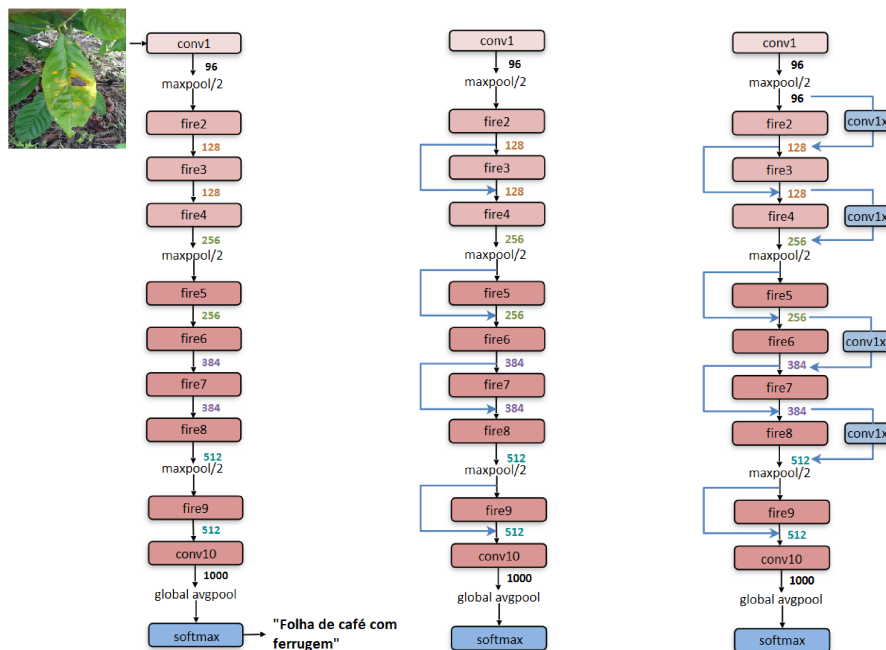 conv1
96
maxpool/2
fire2
128
fire3
128
fire4
256
maxpool/2
fire5
256
fire6
384
fire7
384
fire8
512
maxpool/2
fire9
512
conv10
1000
global avgpool
softmax
"Folha de café com
ferrugem"
conv1
96
maxpool/2
fire2
128
fire3
128
fire4
256
maxpool/2
fire5
256
fire6
384
fire7
384
fire8
512
maxpool/2
fire9
512
conv10
1000
global avgpool
softmax
conv1
96
maxpool/2
96
conv1x
fire2
128
fire3
128
conv1x
fire4
256
maxpool/2
fire5
256
conv1x
fire6
384
fire7
384
conv1x
fire8
512
maxpool/2
fire9
512
conv10
1000
global avgpool
softmax